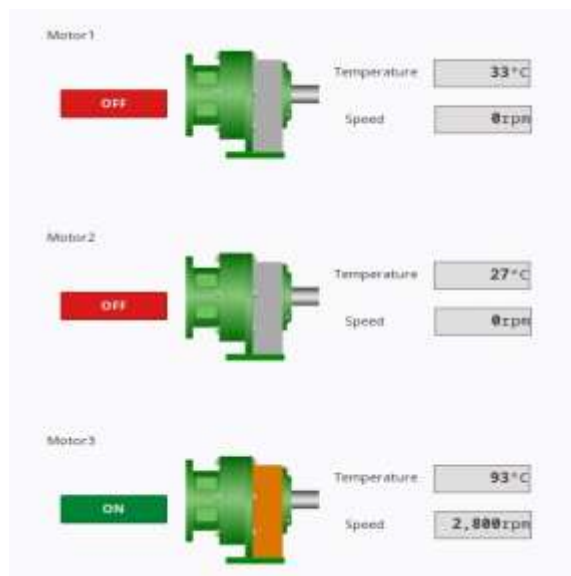 Motor1
Temperature 33°C
OFF
Speed 0rpm
Motor2
Temperature 27°C
OFF
Speed 0rpm
Motor3
Temperature 93°C
ON
Speed 2,800rpm